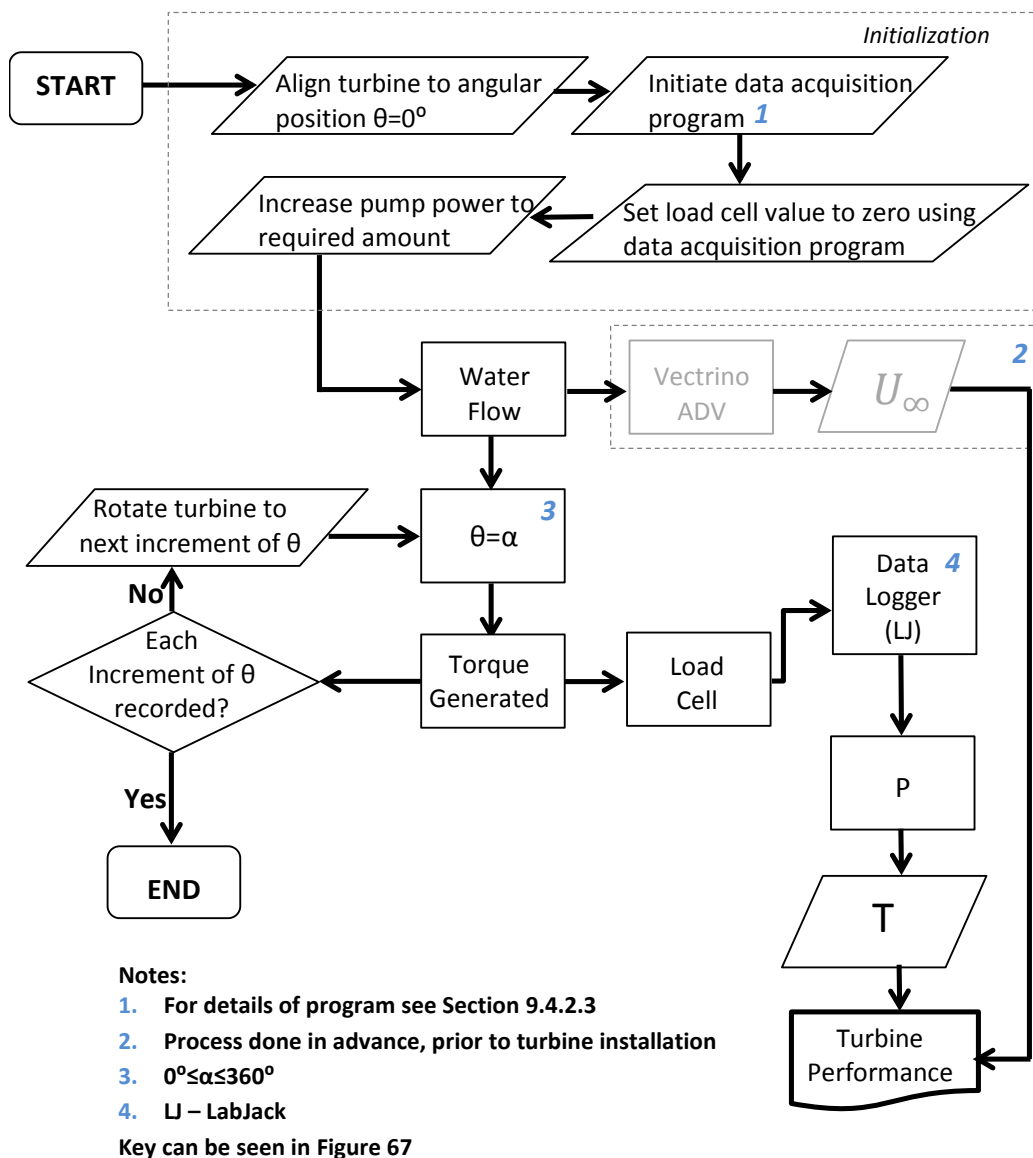 Initialization
START
Align turbine to angular
position θ=0⁰
Initiate data acquisition
program 1
Increase pump power to
required amount
Set load cell value to zero using
data acquisition program
2
Water
Flow
Vectrino
ADV
U∞
Rotate turbine to
next increment of θ
3
θ=α
No
Each
Increment of θ
recorded?
Torque
Generated
Load
Cell
Data 4
Logger
(LJ)
P
Yes
END
T
Turbine
Performance
Notes:
1. For details of program see Section 9.4.2.3
2. Process done in advance, prior to turbine installation
3. 0⁰≤α≤360⁰
4. LJ – LabJack
Key can be seen in Figure 67